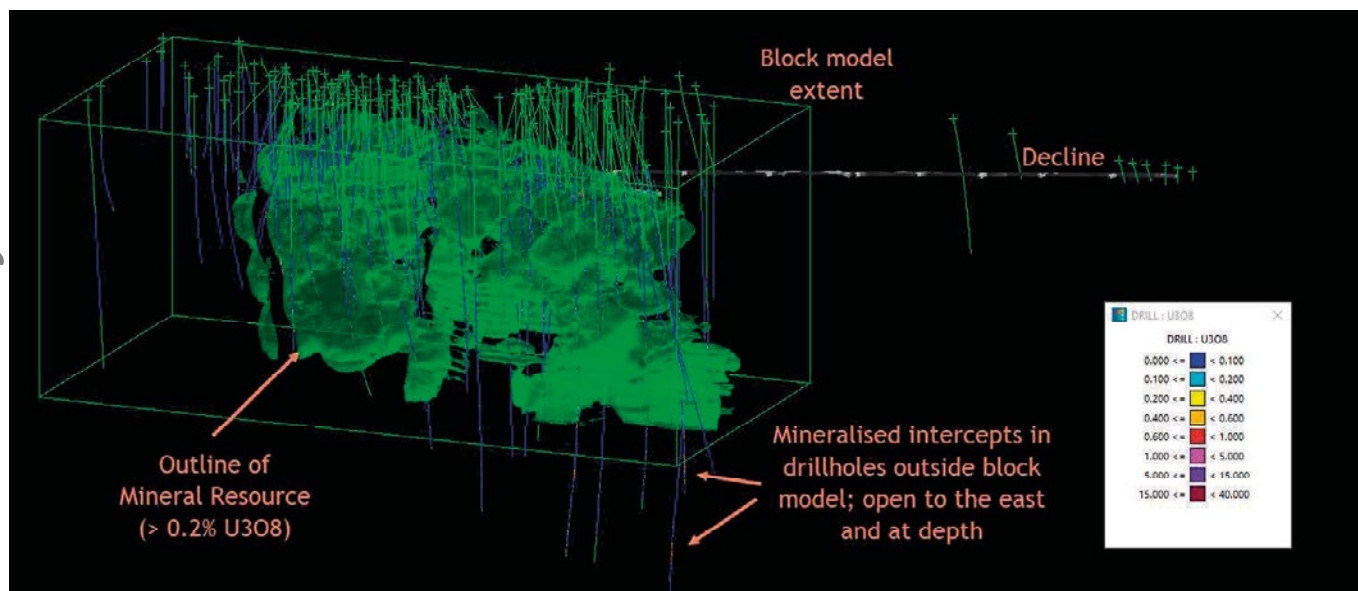 Block model
extent
Decline
Outline of
Mineral Resource
(> 0.2% U3O8)
Mineralised intercepts in
drillholes outside block
model; open to the east
and at depth
DRILL : U3O8
DRILL : U3O8
0.000 <= < 0.100
0.100 <= < 0.200
0.200 <= < 0.400
0.400 <= < 0.600
0.600 <= < 1.000
1.000 <= < 5.000
5.000 <= < 15.000
15.000 <= < 40.000